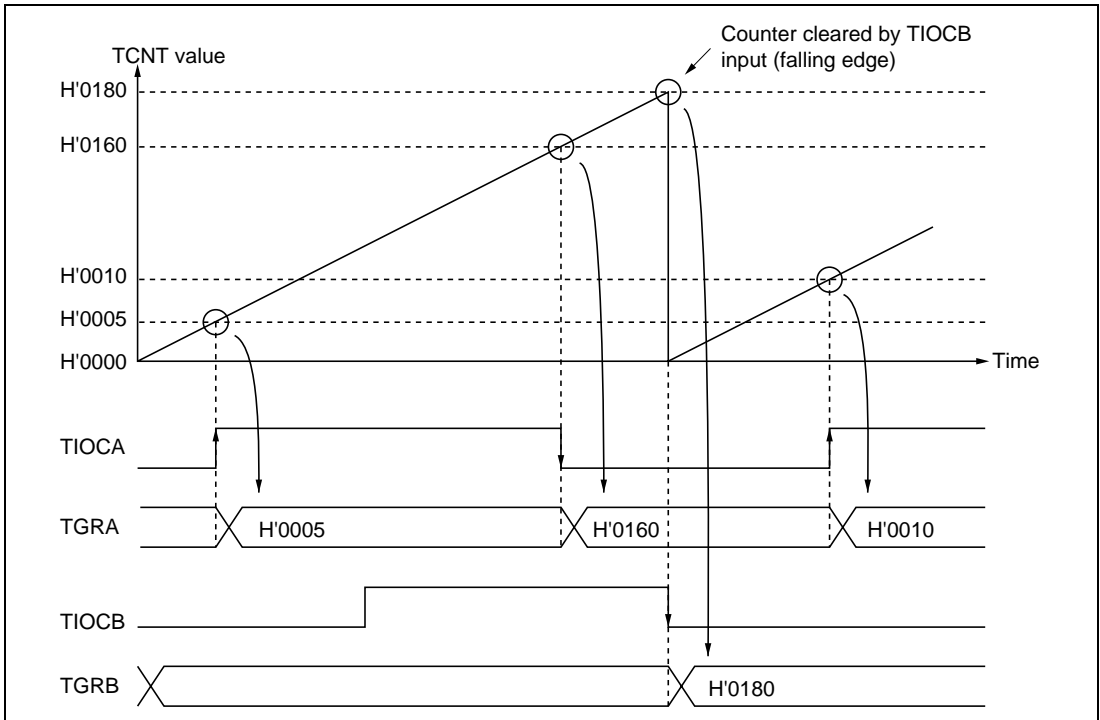 Counter cleared by TIOCB
input (falling edge)
TCNT value
H'0180
H'0160
H'0010
H'0005
H'0000
Time
TIOCA
TGRA
H'0005
H'0160
H'0010
TIOCB
TGRB
H'0180